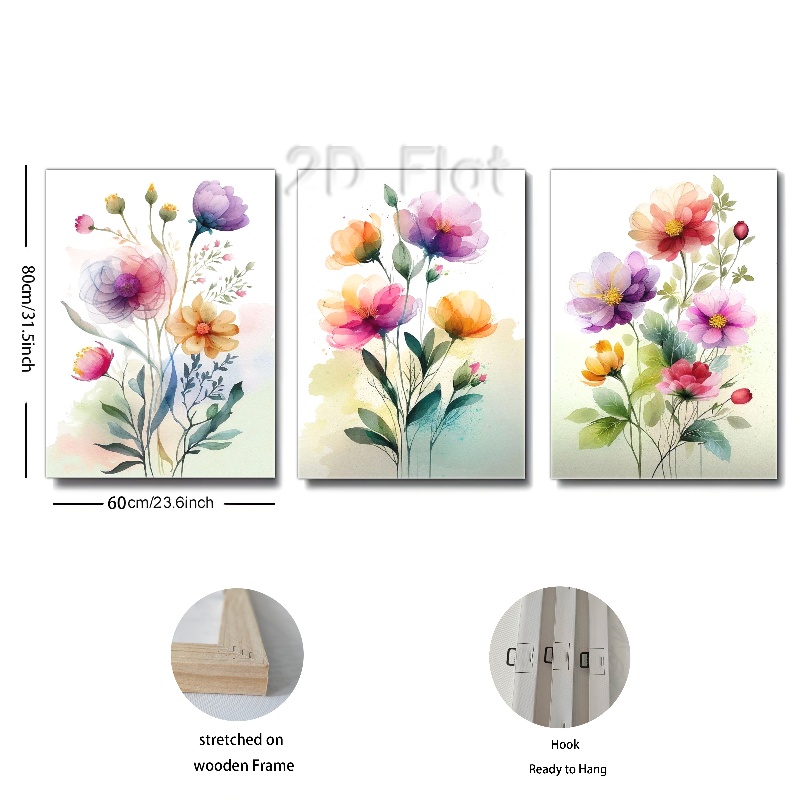 2D Flat
80cm/31.5inch
60cm/23.6inch
stretched on
wooden Frame
Hook
Ready to Hang